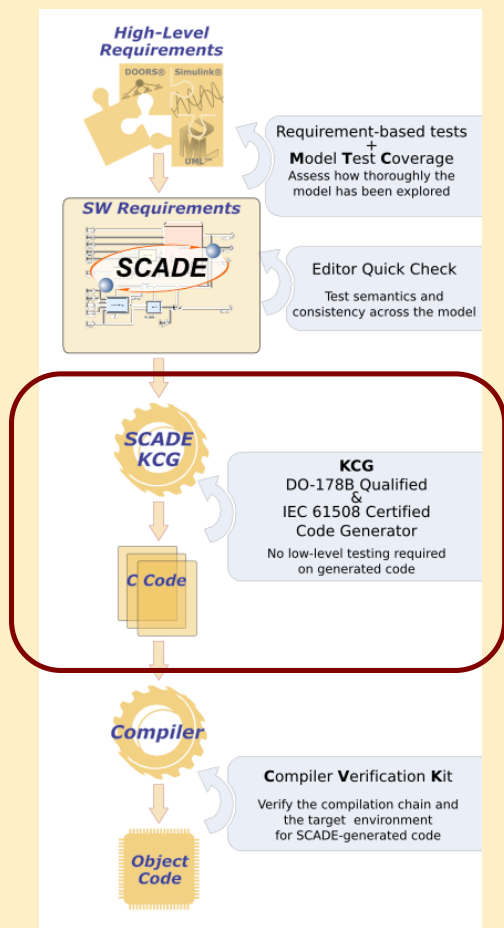 High-Level
Requirements
DOORS®
Simulink®
UML™
Requirement-based tests
+
Model Test Coverage
Assess how thoroughly the
model has been explored
SW Requirements
SCADE
Editor Quick Check
Test semantics and
consistency across the model
SCADE
KCG
KCG
DO-178B Qualified
&
IEC 61508 Certified
Code Generator
No low-level testing required
on generated code
C Code
Compiler
Compiler Verification Kit
Verify the compilation chain and
the target environment
for SCADE-generated code
Object
Code